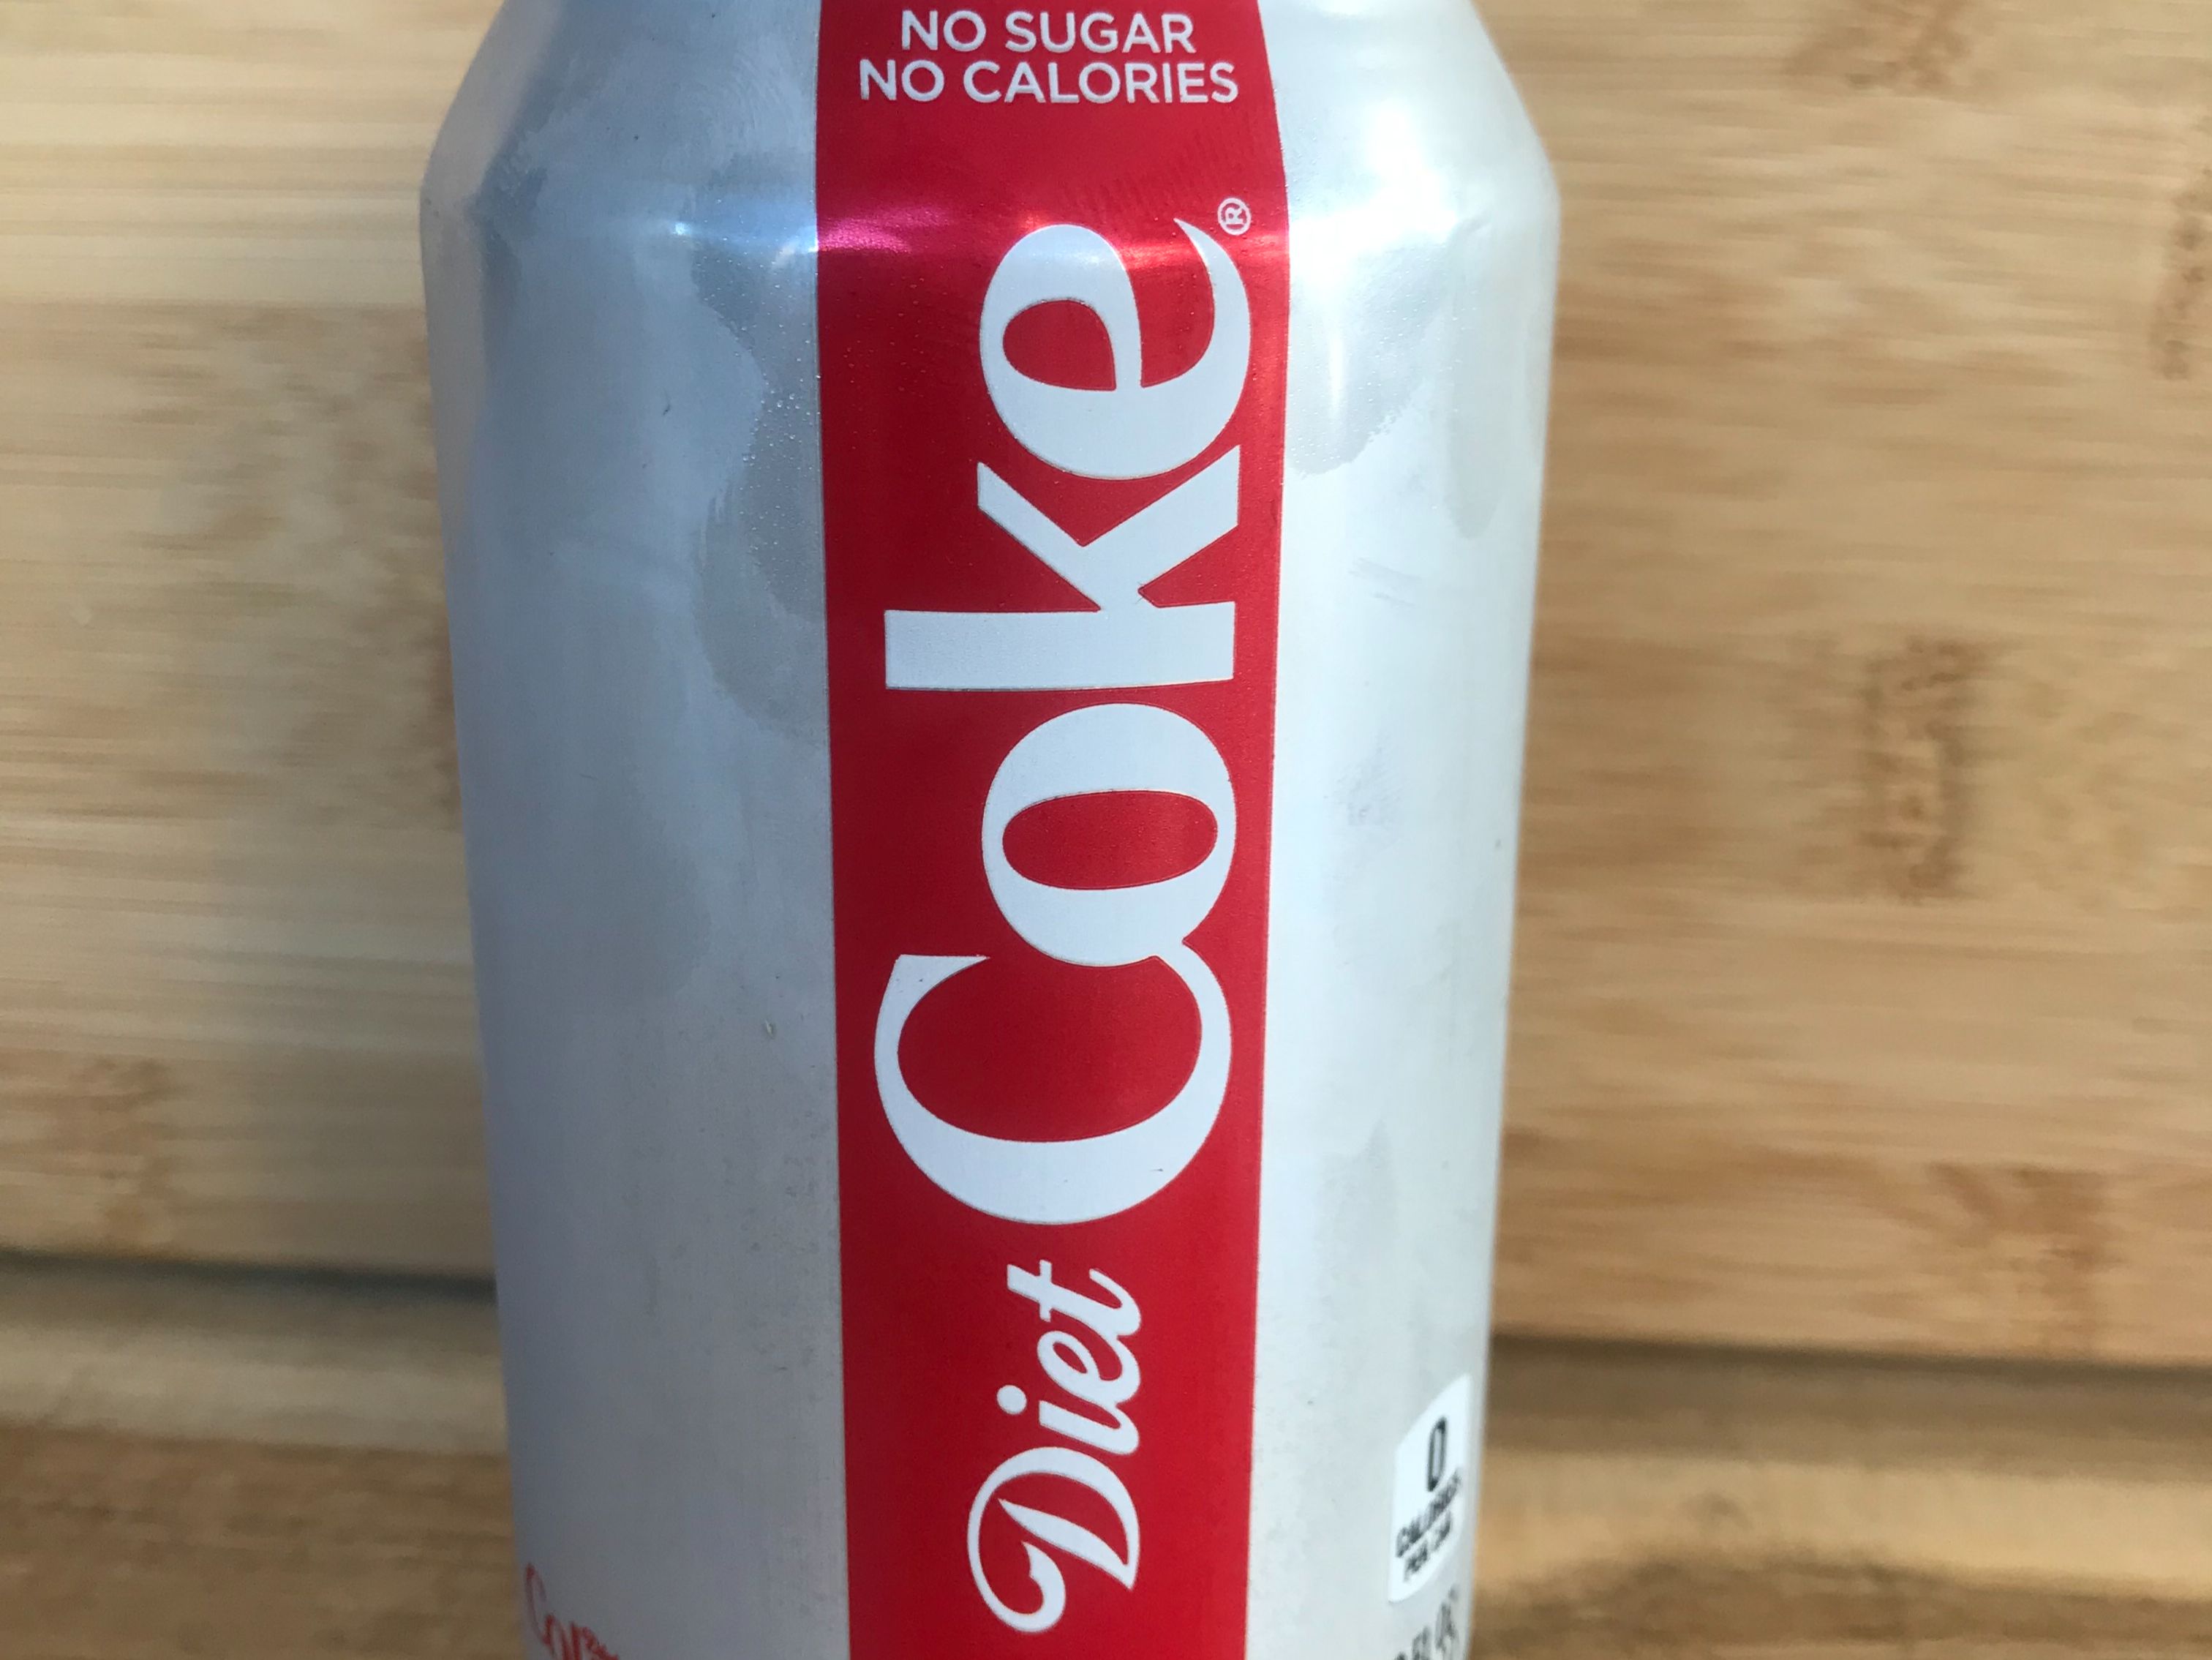 NO SUGAR
NO CALORIES
Diet Coke®
0
CALORIES
PER CAN